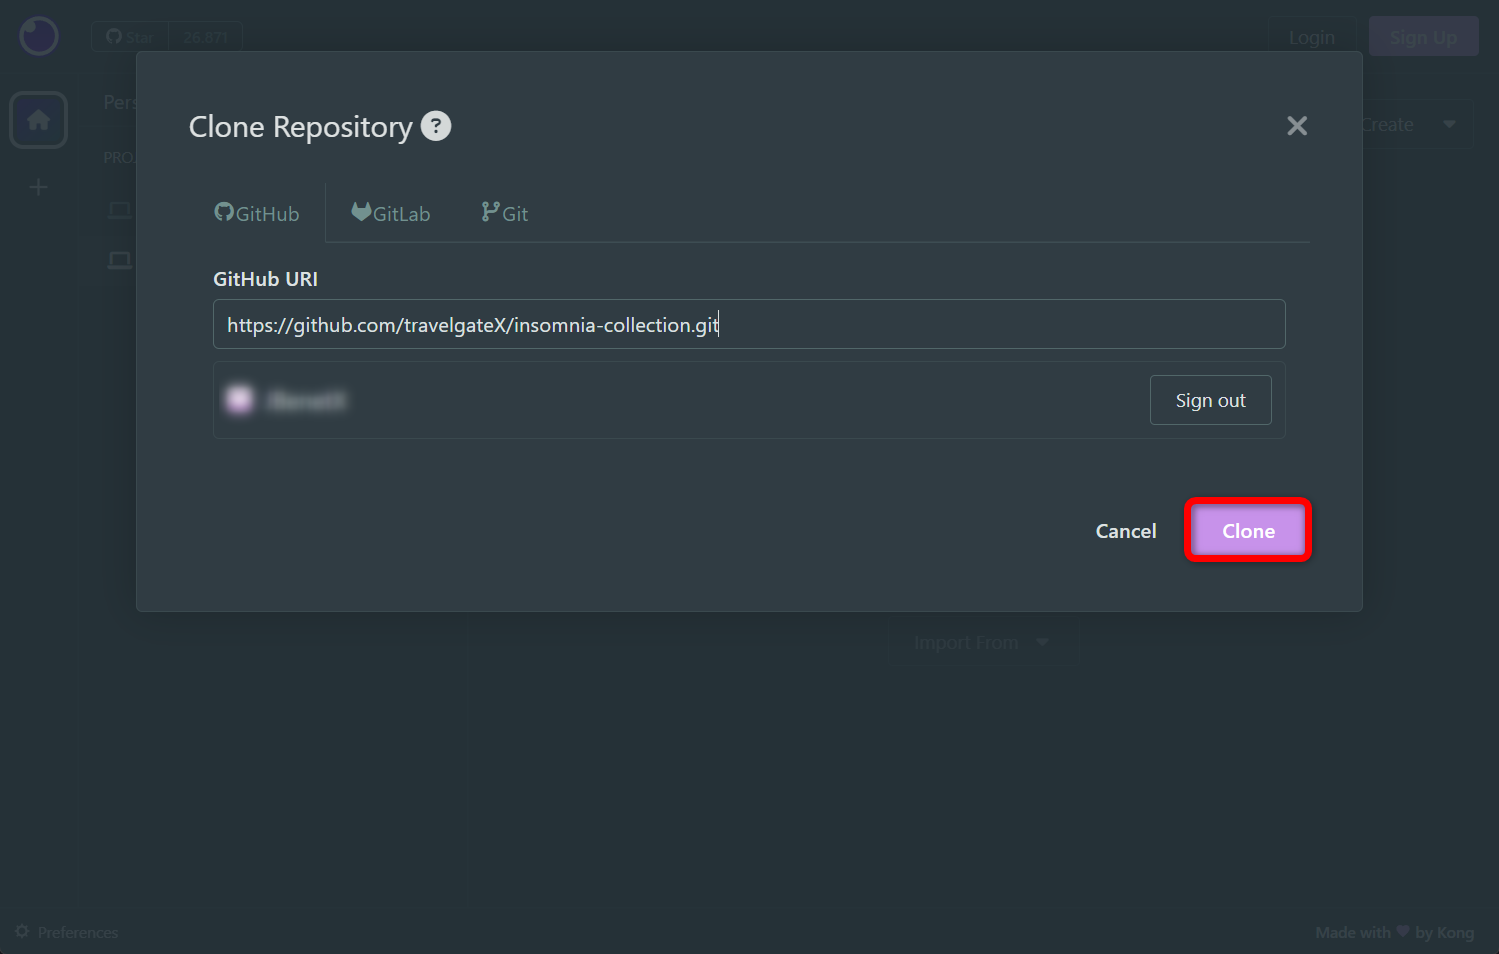 Star 26.871
Login
Sign Up
Pers
PRO
Create
Clone Repository ?
GitHub GitLab Git
GitHub URI
https://github.com/travelgateX/insomnia-collection.git
Sign out
Cancel Clone
Import From
Preferences
Made with by Kong